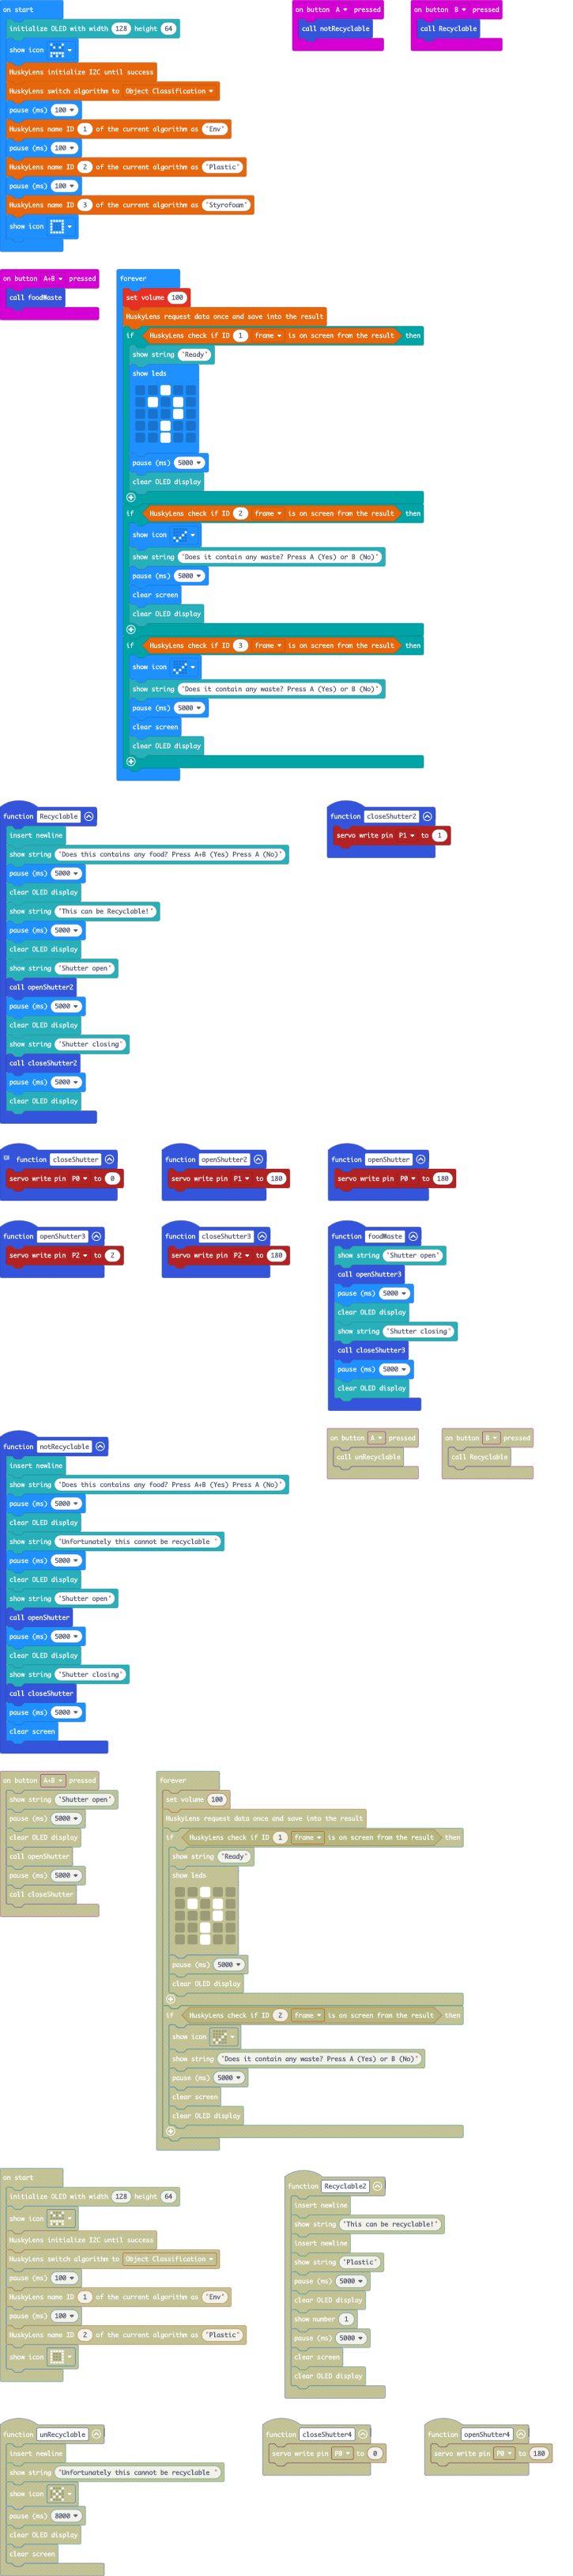 on start
initialize OLED with width 128 height 64
show icon
HuskyLens initialize I2C until success
HuskyLens switch algorithm to Object Classification
pause (ms) 100
HuskyLens name ID 1 of the current algorithm as "Env"
pause (ms) 100
HuskyLens name ID 2 of the current algorithm as "Plastic"
pause (ms) 100
HuskyLens name ID 3 of the current algorithm as "Styrofoam"
show icon
on button A pressed
call notRecyclable
on button B pressed
call Recyclable
on button A+B pressed
call foodWaste
forever
set volume 100
HuskyLens request data once and save into the result
if HuskyLens check if ID 1 frame is on screen from the result then
show string "Ready"
show leds
pause (ms) 5000
clear OLED display
if HuskyLens check if ID 2 frame is on screen from the result then
show icon
show string "Does it contain any waste? Press A (Yes) or B (No)"
pause (ms) 5000
clear screen
clear OLED display
if HuskyLens check if ID 3 frame is on screen from the result then
show icon
show string "Does it contain any waste? Press A (Yes) or B (No)"
pause (ms) 5000
clear screen
clear OLED display
function Recyclable
insert newline
show string "Does this contains any food? Press A+B (Yes) Press A (No)"
pause (ms) 5000
clear OLED display
show string "This can be Recyclable!"
pause (ms) 5000
clear OLED display
show string "Shutter open"
call openShutter2
pause (ms) 5000
clear OLED display
show string "Shutter closing"
call closeShutter2
pause (ms) 5000
clear OLED display
function closeShutter2
servo write pin P1 to 1
function closeShutter
servo write pin P0 to 0
function openShutter2
servo write pin P1 to 180
function openShutter
servo write pin P0 to 180
function openShutter3
servo write pin P2 to 2
function closeShutter3
servo write pin P2 to 180
function foodWaste
show string "Shutter open"
call openShutter3
pause (ms) 5000
clear OLED display
show string "Shutter closing"
call closeShutter3
pause (ms) 5000
clear OLED display
function notRecyclable
insert newline
show string "Does this contains any food? Press A+B (Yes) Press A (No)"
pause (ms) 5000
clear OLED display
show string "Unfortunately this cannot be recyclable "
pause (ms) 5000
clear OLED display
show string "Shutter open"
call openShutter
pause (ms) 5000
clear OLED display
show string "Shutter closing"
call closeShutter
pause (ms) 5000
clear screen
on button A pressed
call unRecyclable
on button B pressed
call Recyclable
on button A+B pressed
show string "Shutter open"
pause (ms) 5000
clear OLED display
call openShutter
pause (ms) 5000
call closeShutter
forever
set volume 100
HuskyLens request data once and save into the result
if HuskyLens check if ID 1 frame is on screen from the result then
show string "Ready"
show leds
pause (ms) 5000
clear OLED display
if HuskyLens check if ID 2 frame is on screen from the result then
show icon
show string "Does it contain any waste? Press A (Yes) or B (No)"
pause (ms) 5000
clear screen
clear OLED display
on start
initialize OLED with width 128 height 64
show icon
HuskyLens initialize I2C until success
HuskyLens switch algorithm to Object Classification
pause (ms) 100
HuskyLens name ID 1 of the current algorithm as "Env"
pause (ms) 100
HuskyLens name ID 2 of the current algorithm as "Plastic"
show icon
function Recyclable2
insert newline
show string "This can be recyclable!"
insert newline
show string "Plastic"
pause (ms) 5000
clear OLED display
show number 1
pause (ms) 5000
clear screen
clear OLED display
function unRecyclable
insert newline
show string "Unfortunately this cannot be recyclable "
show icon
pause (ms) 8000
clear OLED display
clear screen
function closeShutter4
servo write pin P0 to 0
function openShutter4
servo write pin P0 to 180